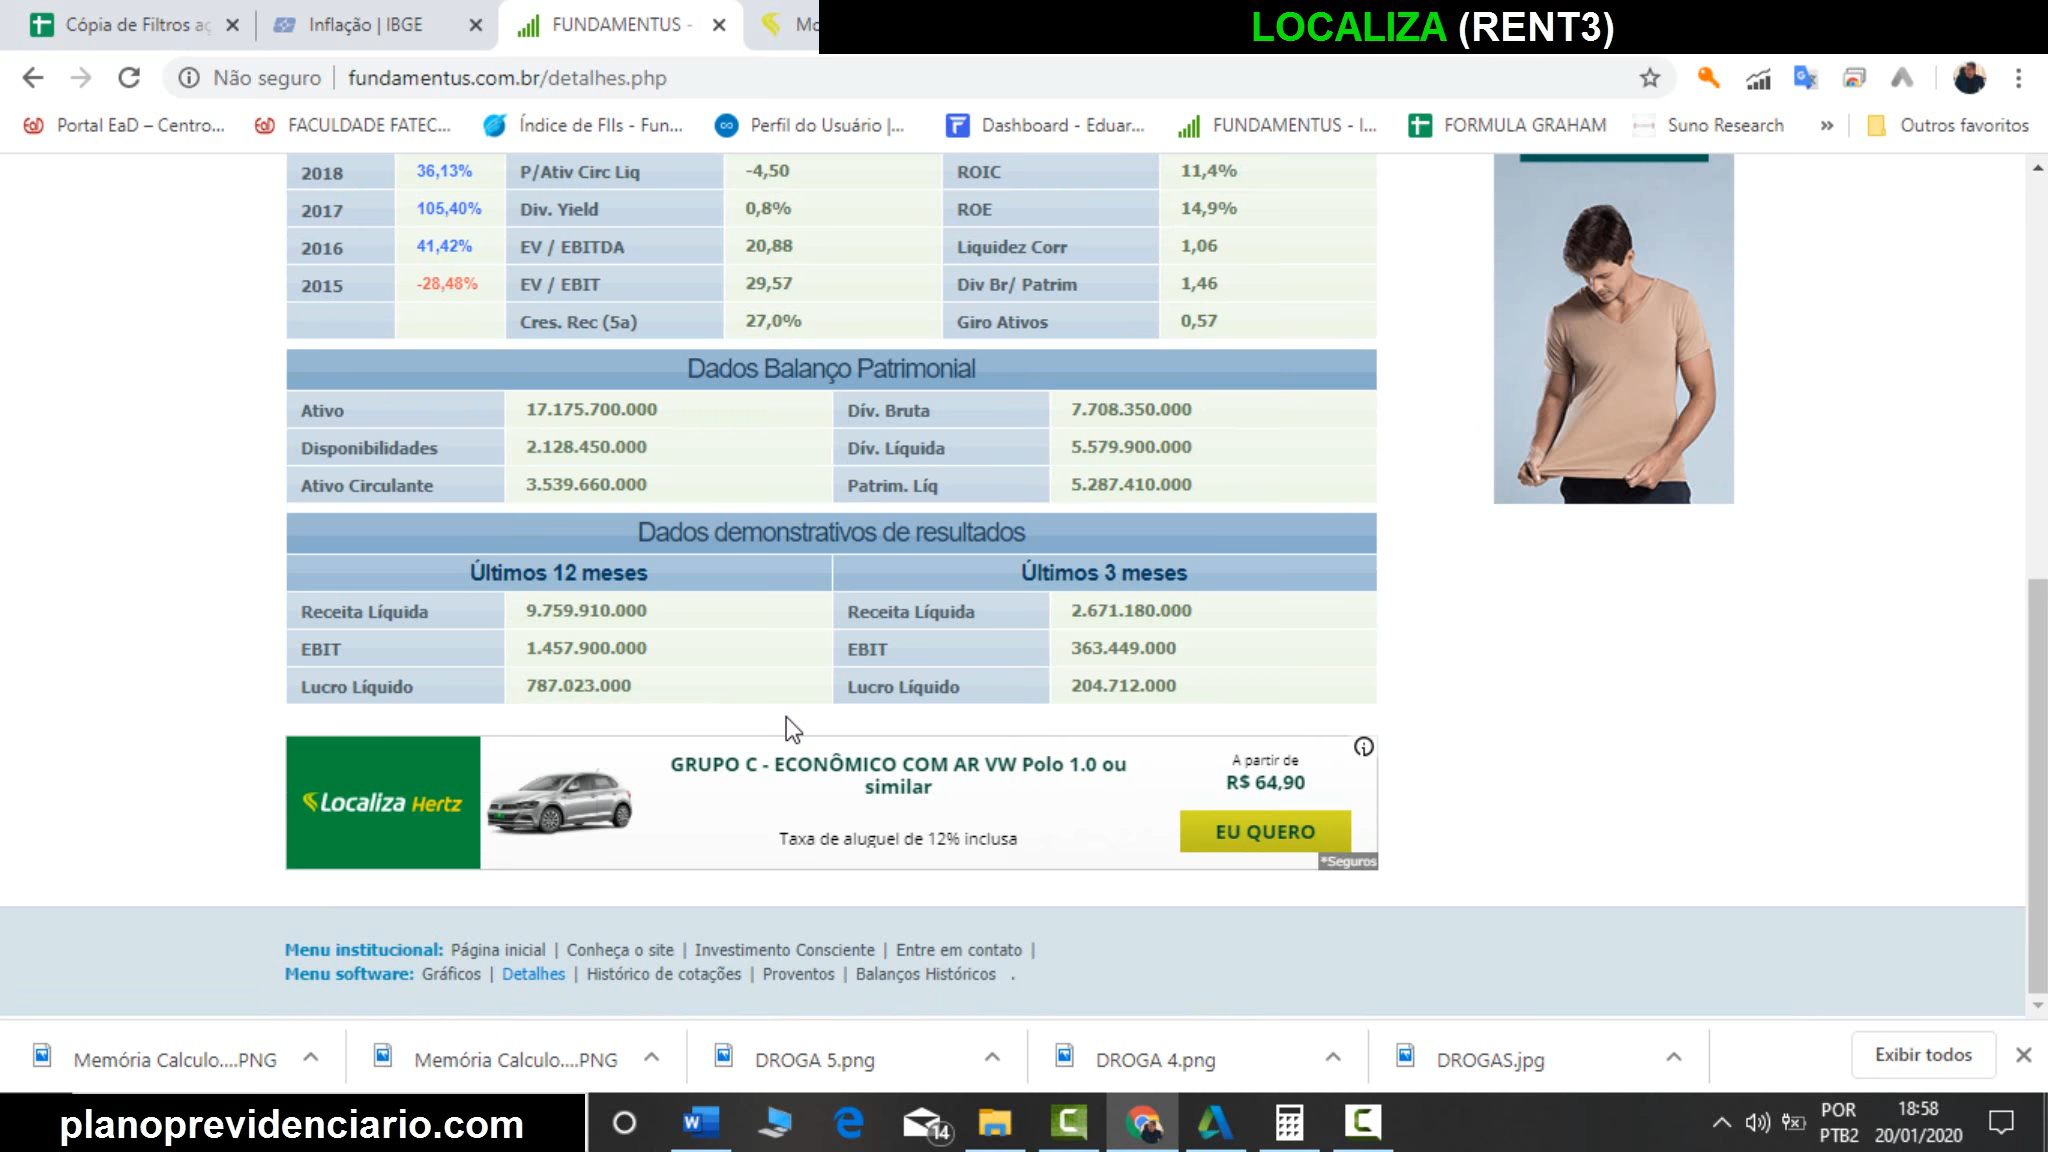 Cópia de Filtros aç
Inflação | IBGE
FUNDAMENTUS -
Mo
LOCALIZA (RENT3)
Não seguro
fundamentus.com.br/detalhes.php
Portal EaD – Centro...
FACULDADE FATEC...
Índice de FIIs - Fun...
Perfil do Usuário |...
Dashboard - Eduar...
FUNDAMENTUS - I...
FORMULA GRAHAM
Suno Research
»
Outros favoritos
2018 36,13% P/Ativ Circ Liq -4,50 ROIC 11,4%
2017 105,40% Div. Yield 0,8% ROE 14,9%
2016 41,42% EV / EBITDA 20,88 Liquidez Corr 1,06
2015 -28,48% EV / EBIT 29,57 Div Br/ Patrim 1,46
Cres. Rec (5a) 27,0% Giro Ativos 0,57
Dados Balanço Patrimonial
Ativo 17.175.700.000 Dív. Bruta 7.708.350.000
Disponibilidades 2.128.450.000 Dív. Líquida 5.579.900.000
Ativo Circulante 3.539.660.000 Patrim. Líq 5.287.410.000
Dados demonstrativos de resultados
Últimos 12 meses Últimos 3 meses
Receita Líquida 9.759.910.000 Receita Líquida 2.671.180.000
EBIT 1.457.900.000 EBIT 363.449.000
Lucro Líquido 787.023.000 Lucro Líquido 204.712.000
Localiza Hertz
GRUPO C - ECONÔMICO COM AR VW Polo 1.0 ou
similar
Taxa de aluguel de 12% inclusa
A partir de
R$ 64,90
EU QUERO
*Seguros
Menu institucional: Página inicial | Conheça o site | Investimento Consciente | Entre em contato |
Menu software: Gráficos | Detalhes | Histórico de cotações | Proventos | Balanços Históricos .
Memória Calculo....PNG
Memória Calculo....PNG
DROGA 5.png
DROGA 4.png
DROGAS.jpg
Exibir todos
planoprevidenciario.com
14
POR
PTB2
18:58
20/01/2020